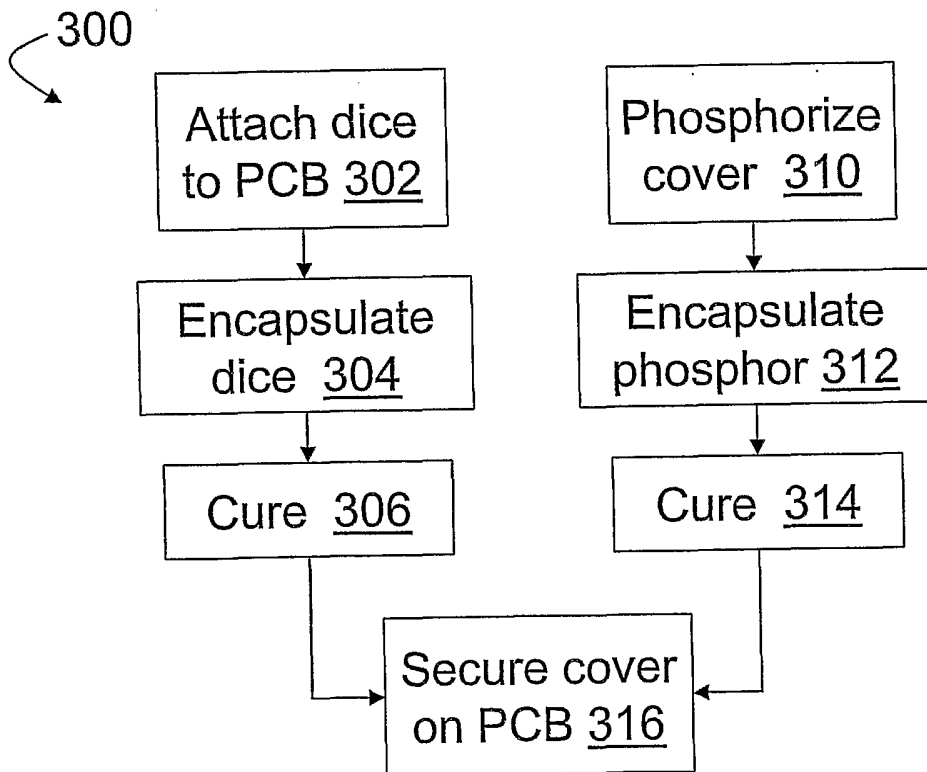 300
Attach dice
to PCB 302
Encapsulate
dice 304
Cure 306
Phosphorize
cover 310
Encapsulate
phosphor 312
Cure 314
Secure cover
on PCB 316